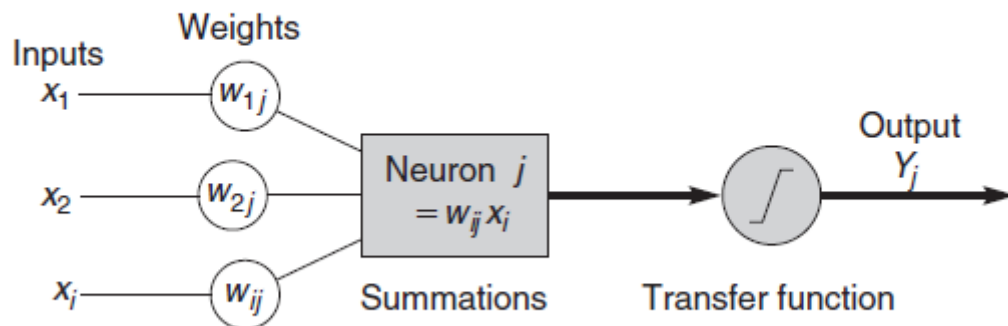 Weights
Inputs
x1
w1j
x2
w2j
xi
wij
Neuron j
= wij xi
Summations
Transfer function
Output
Yj